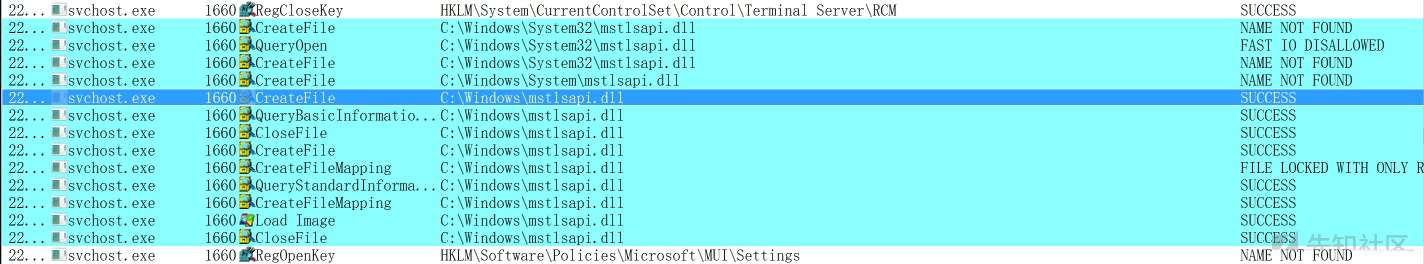 22... svchost.exe 1660 RegCloseKey HKLM\System\CurrentControlSet\Control\Terminal Server\RCM SUCCESS
22... svchost.exe 1660 CreateFile C:\Windows\System32\mstlsapi.dll NAME NOT FOUND
22... svchost.exe 1660 QueryOpen C:\Windows\System32\mstlsapi.dll FAST IO DISALLOWED
22... svchost.exe 1660 CreateFile C:\Windows\System32\mstlsapi.dll NAME NOT FOUND
22... svchost.exe 1660 CreateFile C:\Windows\System\mstlsapi.dll NAME NOT FOUND
22... svchost.exe 1660 CreateFile C:\Windows\mstlsapi.dll SUCCESS
22... svchost.exe 1660 QueryBasicInformatio... C:\Windows\mstlsapi.dll SUCCESS
22... svchost.exe 1660 CloseFile C:\Windows\mstlsapi.dll SUCCESS
22... svchost.exe 1660 CreateFile C:\Windows\mstlsapi.dll SUCCESS
22... svchost.exe 1660 CreateFileMapping C:\Windows\mstlsapi.dll FILE LOCKED WITH ONLY R
22... svchost.exe 1660 QueryStandardInforma... C:\Windows\mstlsapi.dll SUCCESS
22... svchost.exe 1660 CreateFileMapping C:\Windows\mstlsapi.dll SUCCESS
22... svchost.exe 1660 Load Image C:\Windows\mstlsapi.dll SUCCESS
22... svchost.exe 1660 CloseFile C:\Windows\mstlsapi.dll SUCCESS
22... svchost.exe 1660 RegOpenKey HKLM\Software\Policies\Microsoft\MUI\Settings NAME NOT FOUND
先知社区